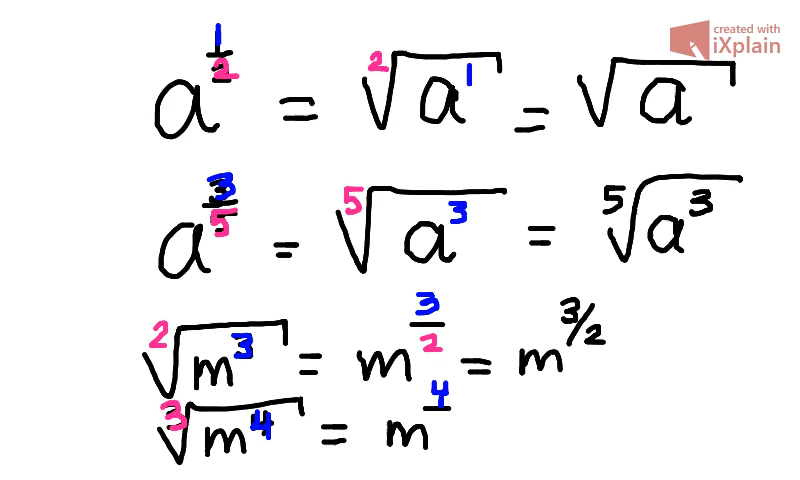 created with
iXplain
a^(1/2) = ²√(a¹) = √a
a^(3/5) = ⁵√(a³) = ⁵√(a³)
²√(m³) = m^(3/2) = m^(3/2)
³√(m⁴) = m^(4/